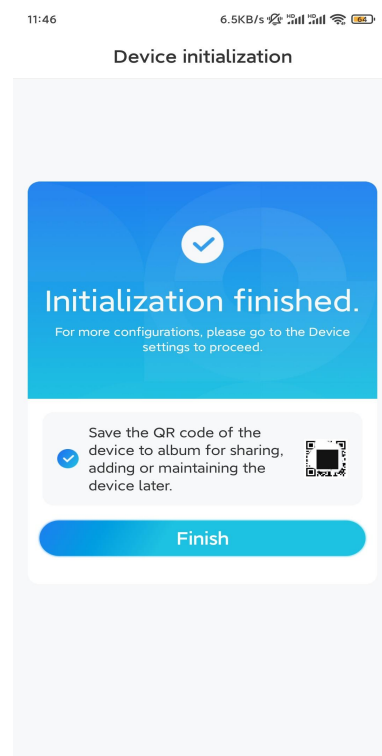 11:46 6.5KB/s HD HD 64
Device initialization
Initialization finished.
For more configurations, please go to the Device
settings to proceed.
Save the QR code of the
device to album for sharing,
adding or maintaining the
device later.
Finish